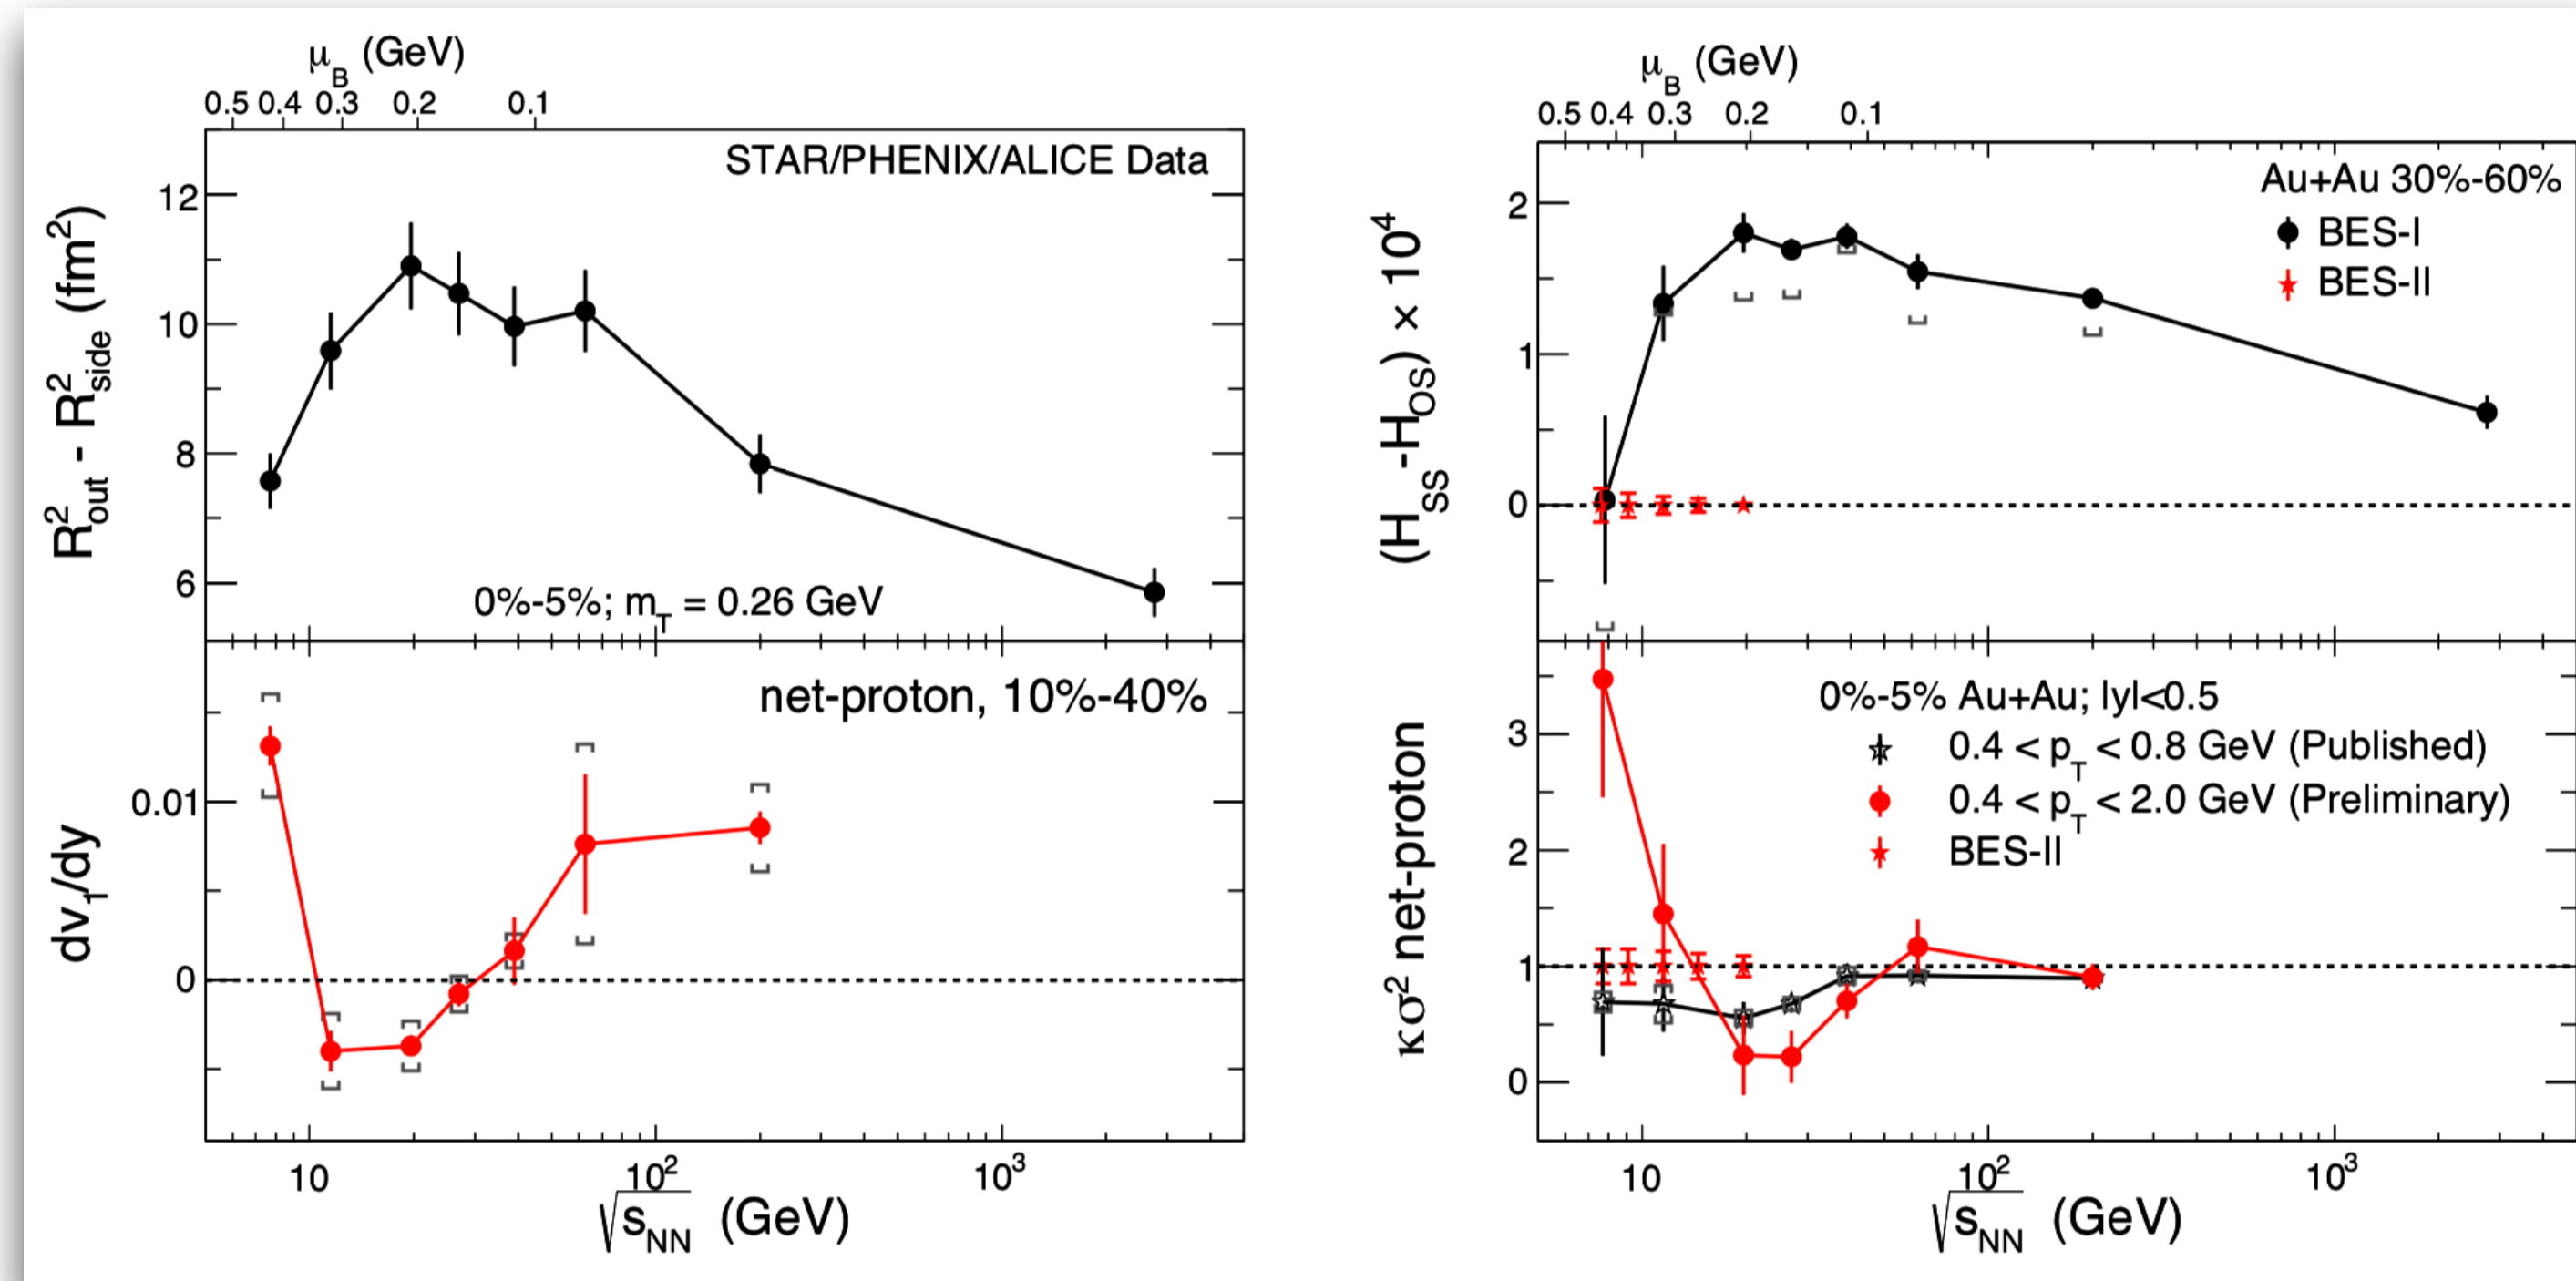 μB (GeV)
0.5 0.4 0.3 0.2 0.1
STAR/PHENIX/ALICE Data
12
10
8
6
R²out - R²side (fm²)
0%-5%; mT = 0.26 GeV
net-proton, 10%-40%
0.01
0
dv1/dy
10 10² 10³
√sNN (GeV)
μB (GeV)
0.5 0.4 0.3 0.2 0.1
Au+Au 30%-60%
BES-I
BES-II
2
1
0
(HSS-HOS) × 10⁴
0%-5% Au+Au; |y|<0.5
0.4 < pT < 0.8 GeV (Published)
0.4 < pT < 2.0 GeV (Preliminary)
BES-II
3
2
1
0
κσ² net-proton
10 10² 10³
√sNN (GeV)